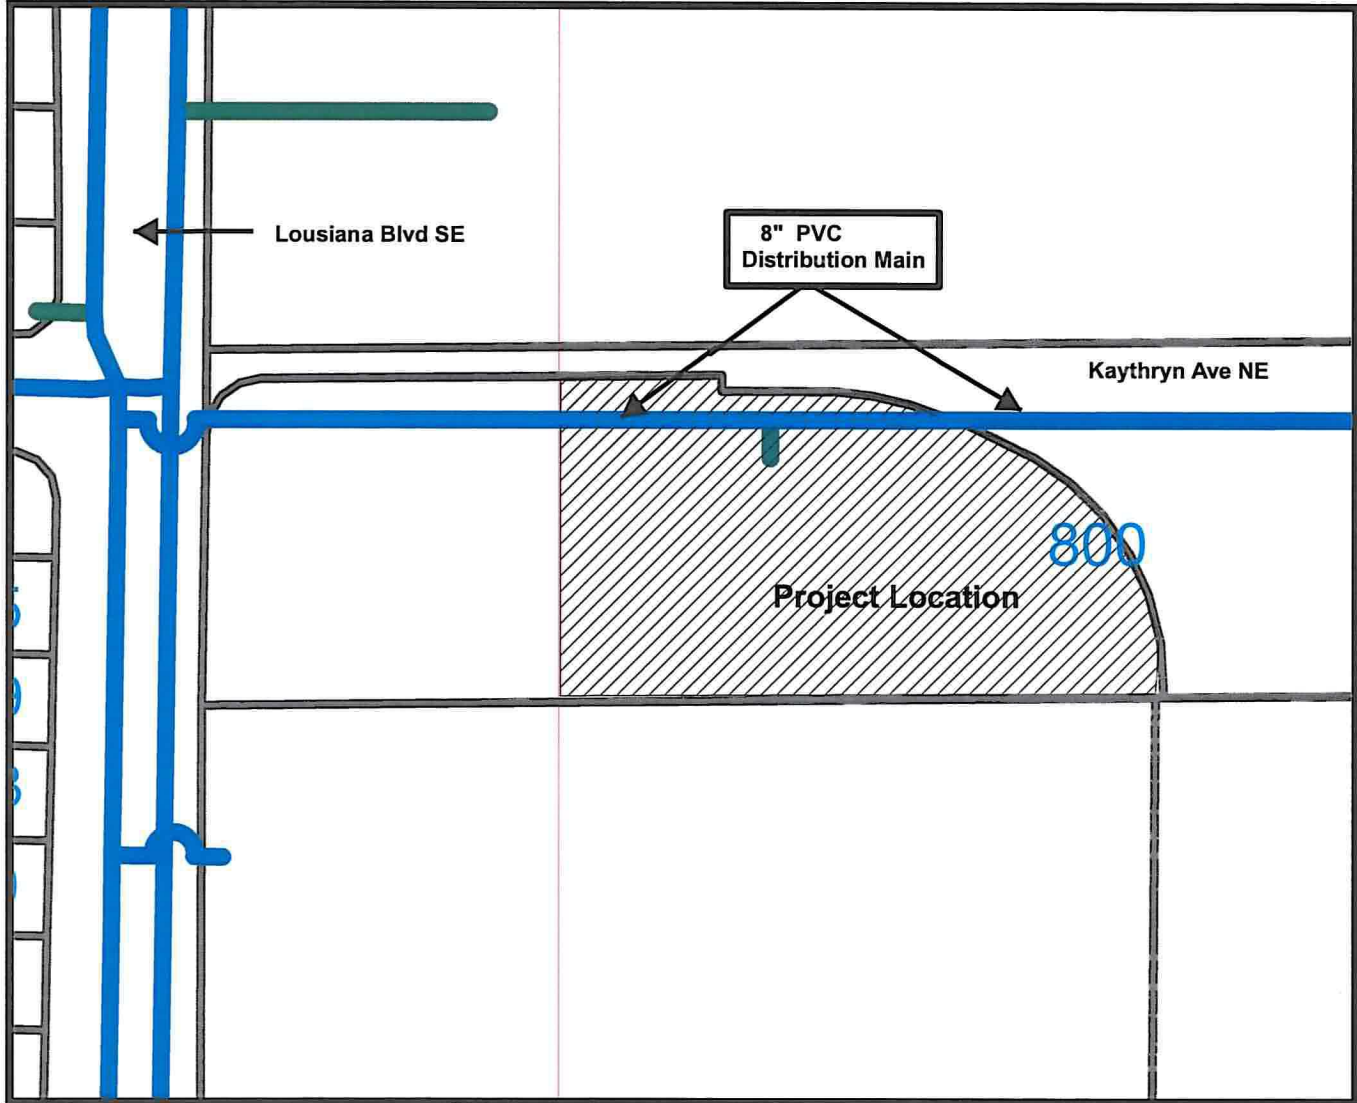 Lousiana Blvd SE
8" PVC
Distribution Main
Kaythryn Ave NE
800
Project Location